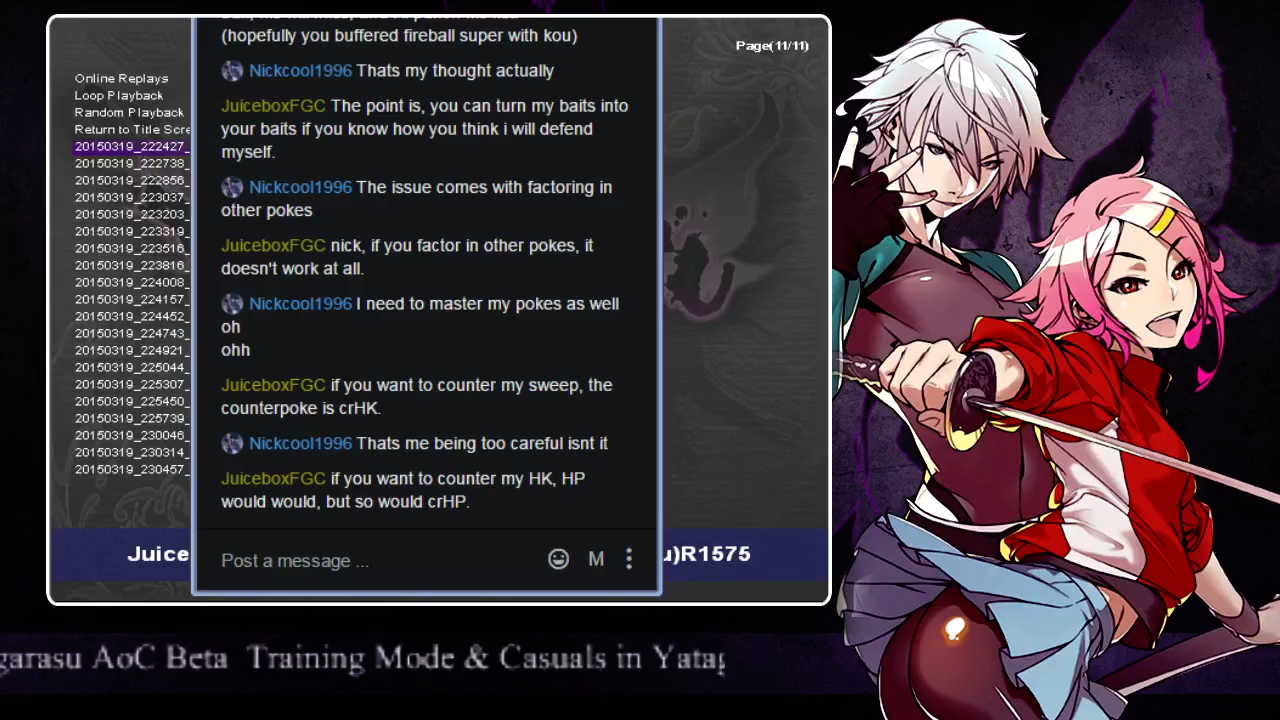 Page(11/11)
Online Replays
Loop Playback
Random Playback
Return to Title Scre
20150319_222427_
20150319_222738_
20150319_222856_
20150319_223037_
20150319_223203_
20150319_223319_
20150319_223516_
20150319_223816_
20150319_224008_
20150319_224157_
20150319_224452_
20150319_224743_
20150319_224921_
20150319_225044_
20150319_225307_
20150319_225450_
20150319_225739_
20150319_230046_
20150319_230314_
20150319_230457_
(hopefully you buffered fireball super with kou)
Nickcool1996 Thats my thought actually
JuiceboxFGC The point is, you can turn my baits into
your baits if you know how you think i will defend
myself.
Nickcool1996 The issue comes with factoring in
other pokes
JuiceboxFGC nick, if you factor in other pokes, it
doesn't work at all.
Nickcool1996 I need to master my pokes as well
oh
ohh
JuiceboxFGC if you want to counter my sweep, the
counterpoke is crHK.
Nickcool1996 Thats me being too careful isnt it
JuiceboxFGC if you want to counter my HK, HP
would would, but so would crHP.
Post a message ...
M
Juice
u)R1575
garasu AoC Beta Training Mode & Casuals in Yatag